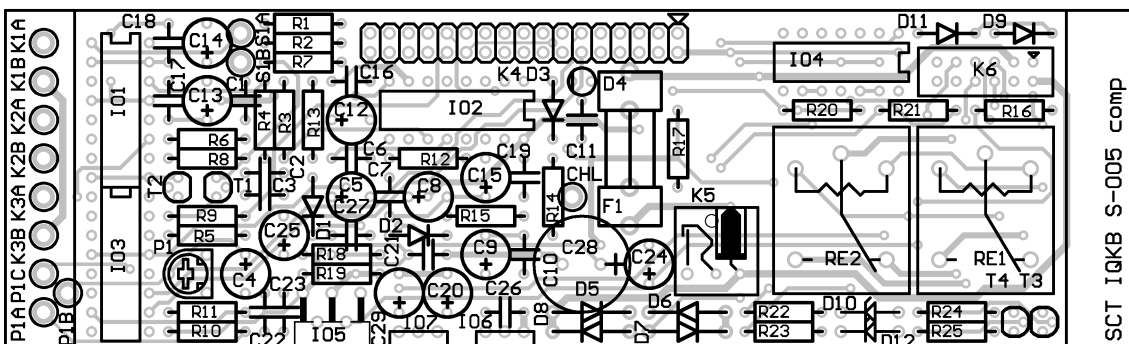 C18
C14
S1A
S1B
R1
R2
R7
C17
C13
C1
C16
K4
D3
D4
IO4
D11
D9
K6
K1A
K1B
K2A
K2B
K3A
K3B
P1C
P1A
P1B
IO1
IO3
R6
R8
R4
R3
R13
C12
IO2
C6
R12
C15
C19
C11
CHL
R17
R20
R21
R16
T2
T1
C3
C2
C5
C7
C8
R14
F1
K5
R9
R5
C25
D1
C27
D2
R15
C9
C10
C28
C24
RE2
RE1
T4
T3
P1
C4
C23
R18
R19
C21
C20
C26
D8
D5
D6
D7
R22
R23
D10
D12
R24
R25
R11
R10
C22
IO5
C29
IO7
IO6
SCT IQKB S-005 comp